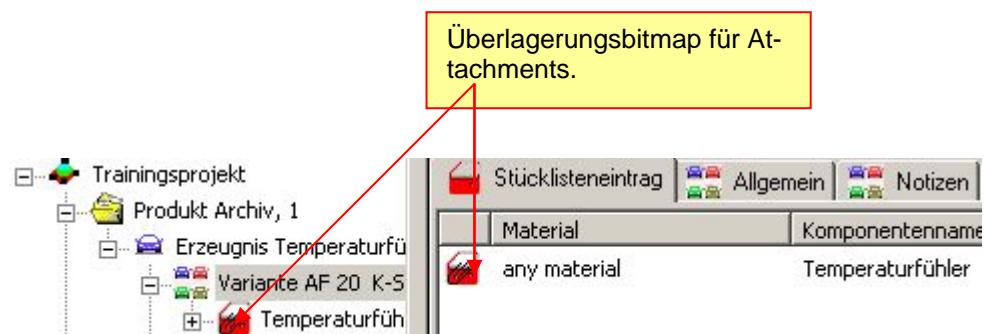 Überlagerungsbitmap für At-
tachments.
Trainingsprojekt
Produkt Archiv, 1
Erzeugnis Temperaturfü
Variante AF 20 K-S
Temperaturfüh
Stücklisteneintrag
Allgemein
Notizen
Material
Komponentenname
any material
Temperaturfühler